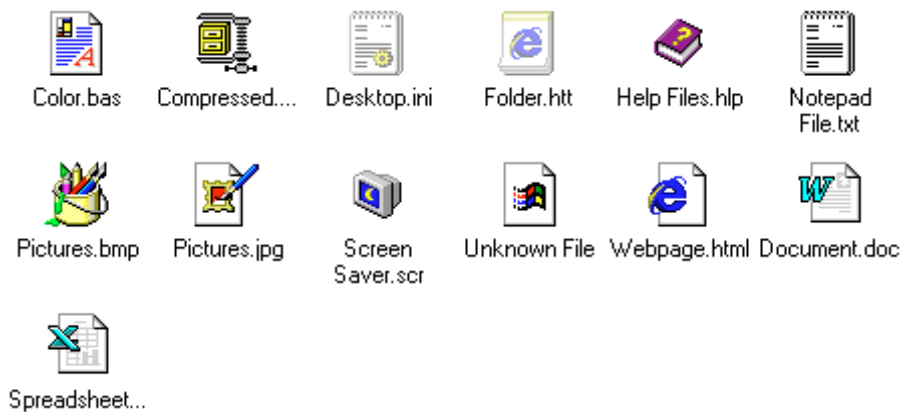 Color.bas Compressed.... Desktop.ini Folder.htt Help Files.hlp Notepad
File.txt
Pictures.bmp Pictures.jpg Screen Unknown File Webpage.html Document.doc
Saver.scr
Spreadsheet...